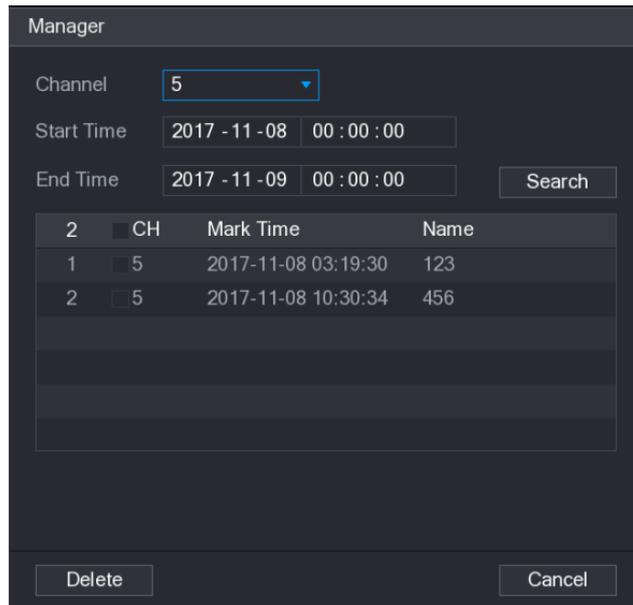 Manager
Channel 5
Start Time 2017 -11 -08 00 : 00 : 00
End Time 2017 -11 -09 00 : 00 : 00 Search
2 CH Mark Time Name
1 5 2017-11-08 03:19:30 123
2 5 2017-11-08 10:30:34 456
Delete Cancel